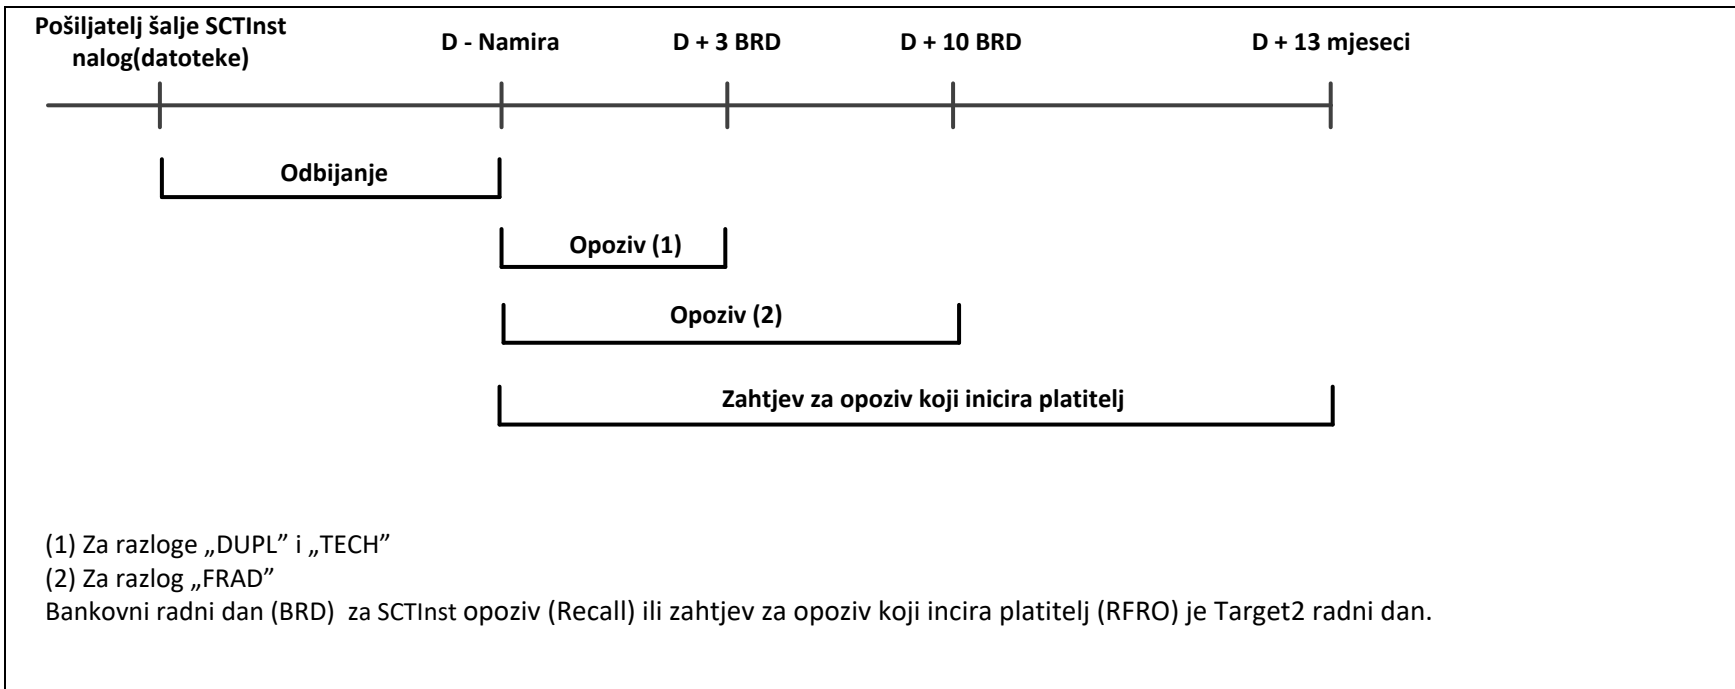 Pošiljatelj šalje SCTInst
nalog(datoteke)
D - Namira
D + 3 BRD
D + 10 BRD
D + 13 mjeseci
Odbijanje
Opoziv (1)
Opoziv (2)
Zahtjev za opoziv koji inicira platitelj
(1) Za razloge „DUPL” i „TECH”
(2) Za razlog „FRAD”
Bankovni radni dan (BRD) za SCTInst opoziv (Recall) ili zahtjev za opoziv koji incira platitelj (RFRO) je Target2 radni dan.